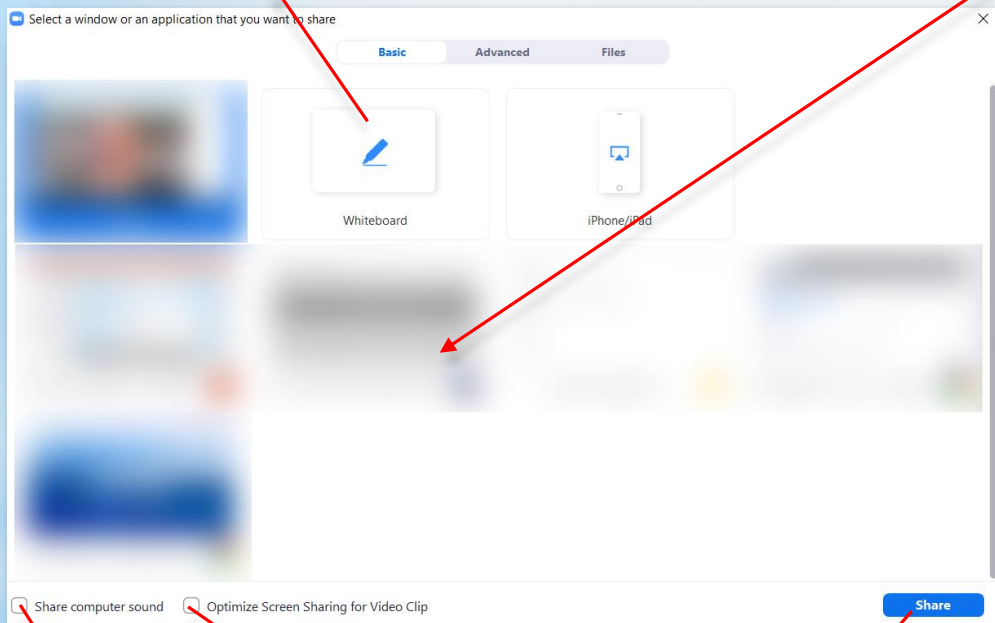 Select a window or an application that you want to share
Basic Advanced Files
Whiteboard iPhone/iPad
Share computer sound Optimize Screen Sharing for Video Clip Share